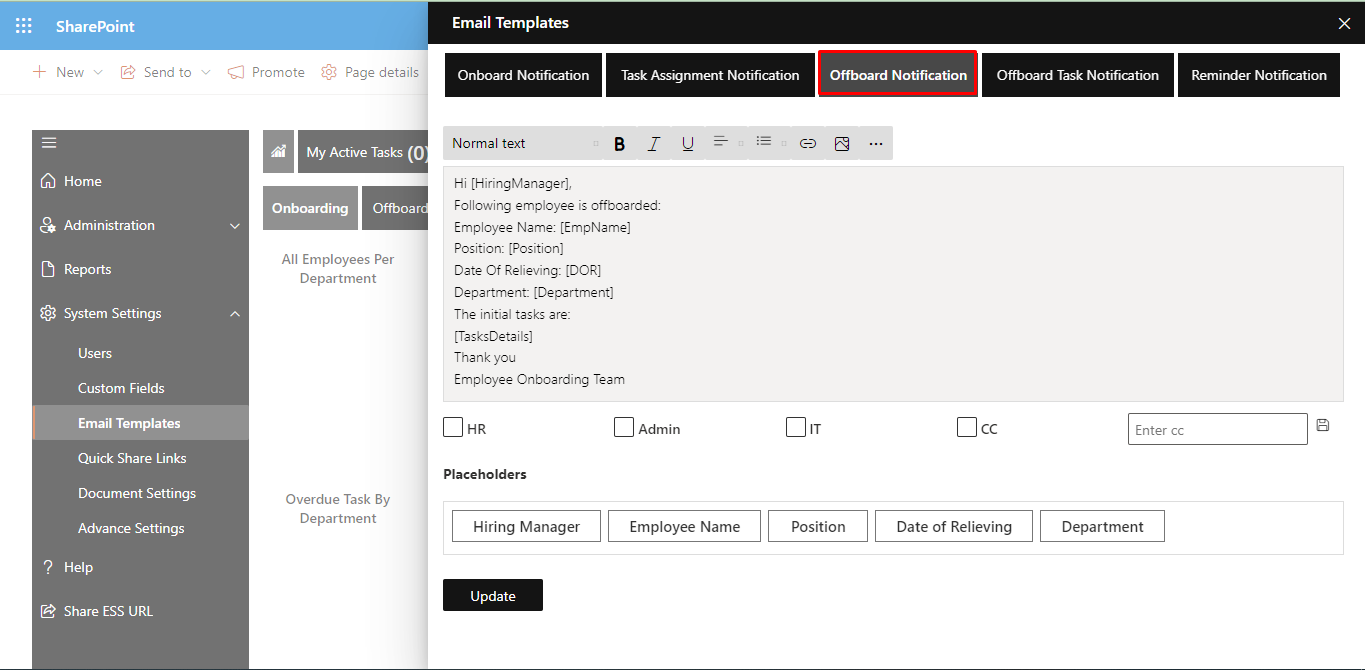 SharePoint
New
Send to
Promote
Page details
Home
Administration
Reports
System Settings
Users
Custom Fields
Email Templates
Quick Share Links
Document Settings
Advance Settings
Help
Share ESS URL
My Active Tasks (0)
Onboarding
Offboard
All Employees Per
Department
Overdue Task By
Department
Email Templates
Onboard Notification
Task Assignment Notification
Offboard Notification
Offboard Task Notification
Reminder Notification
Normal text
B
I
U
Hi [HiringManager],
Following employee is offboarded:
Employee Name: [EmpName]
Position: [Position]
Date Of Relieving: [DOR]
Department: [Department]
The initial tasks are:
[TasksDetails]
Thank you
Employee Onboarding Team
HR
Admin
IT
CC
Enter cc
Placeholders
Hiring Manager
Employee Name
Position
Date of Relieving
Department
Update